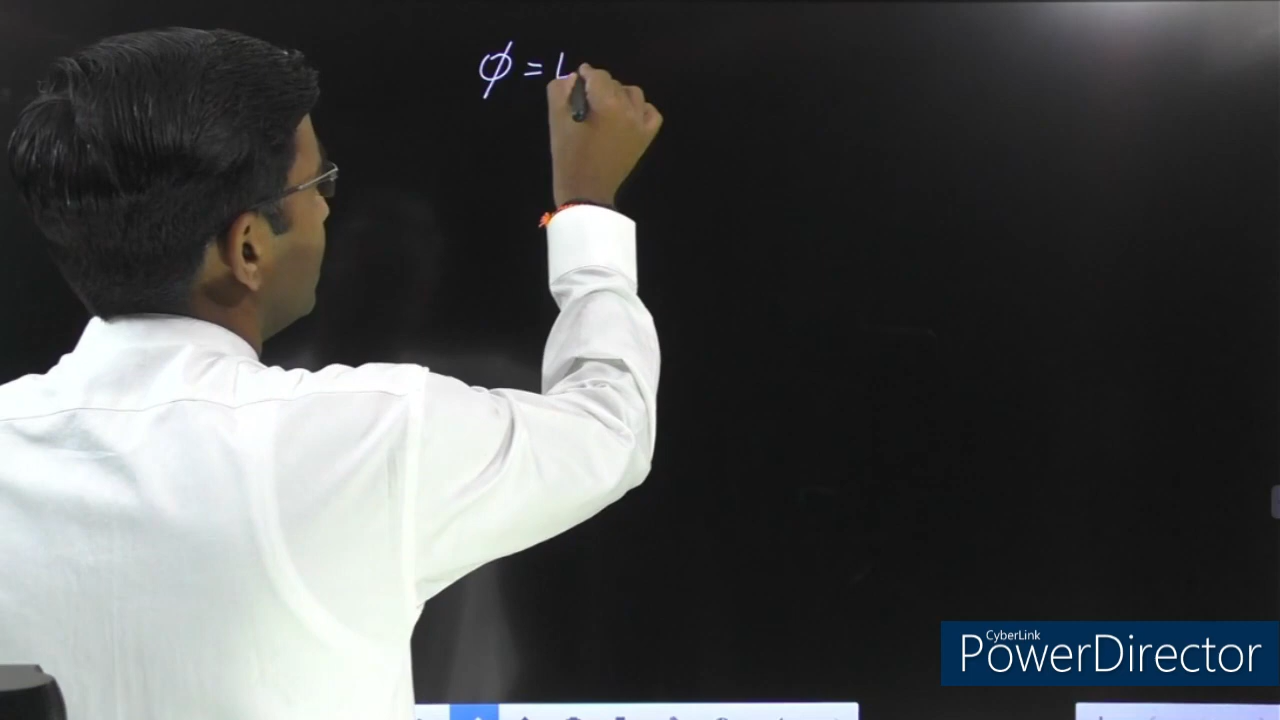 ϕ = L
CyberLink
PowerDirector